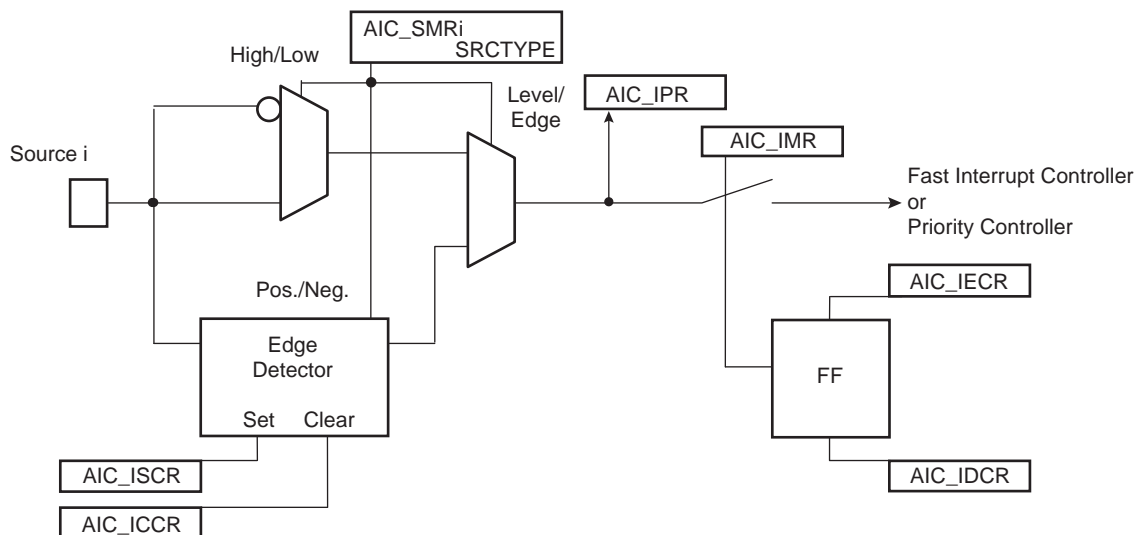 AIC_SMRi
SRCTYPE
High/Low
Level/
Edge
AIC_IPR
AIC_IMR
Source i
Fast Interrupt Controller
or
Priority Controller
Pos./Neg.
AIC_IECR
Edge
Detector
FF
Set Clear
AIC_ISCR
AIC_IDCR
AIC_ICCR